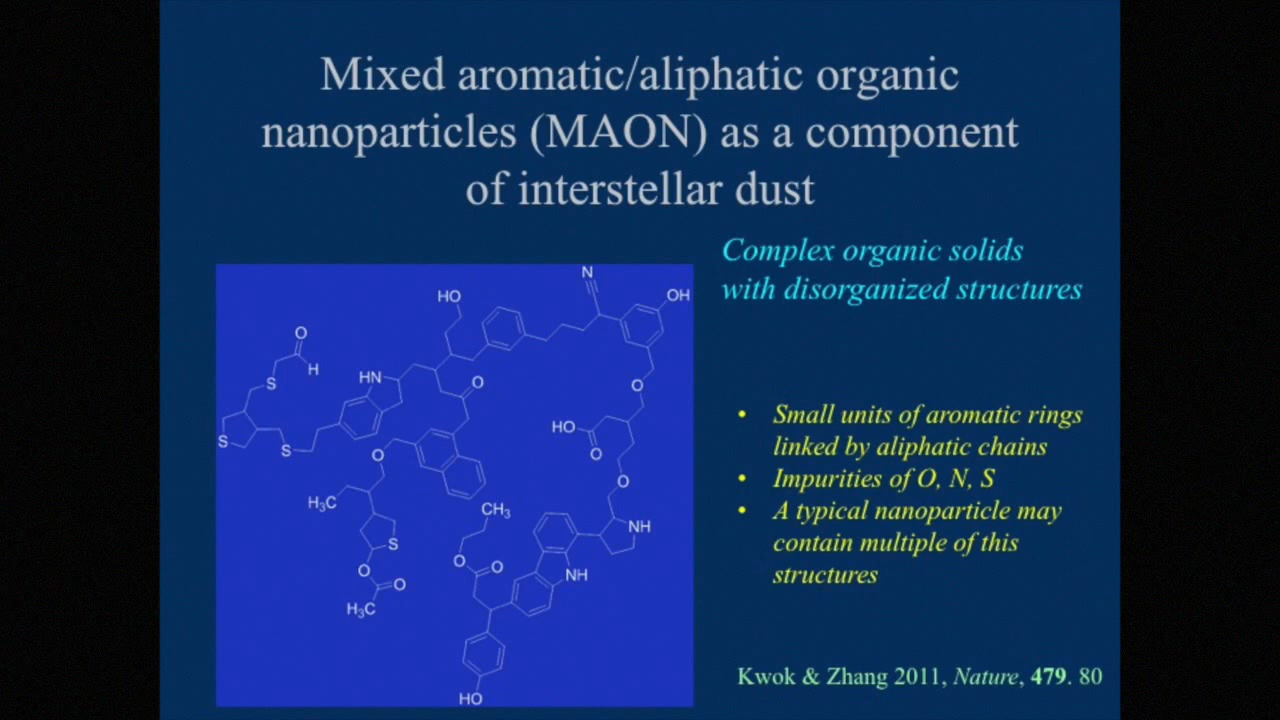 Mixed aromatic/aliphatic organic
nanoparticles (MAON) as a component
of interstellar dust
Complex organic solids
with disorganized structures
N
HO
OH
O
H
S
HN
O
O
S
S
HO
O
O
O
H₃C
CH₃
NH
S
O
O
O
O
NH
H₃C
HO
• Small units of aromatic rings
linked by aliphatic chains
• Impurities of O, N, S
• A typical nanoparticle may
contain multiple of this
structures
Kwok & Zhang 2011, Nature, 479. 80